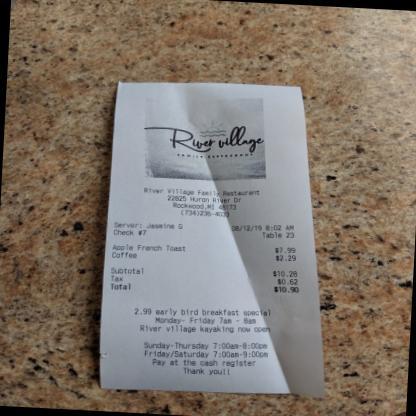 River village
FAMILY RESTAURANT
River Village Family Restaurant
22825 Huron River Dr
Rockwood,MI 48173
(734)236-4033
Server: Jasmine G 08/12/19 8:02 AM
Check #7 Table 23
Apple French Toast $7.99
Coffee $2.29
Subtotal $10.28
Tax $0.62
Total $10.90
2.99 early bird breakfast special
Monday- Friday 7am - 8am
River village kayaking now open
Sunday-Thursday 7:00am-8:00pm
Friday/Saturday 7:00am-9:00pm
Pay at the cash register
Thank you!!